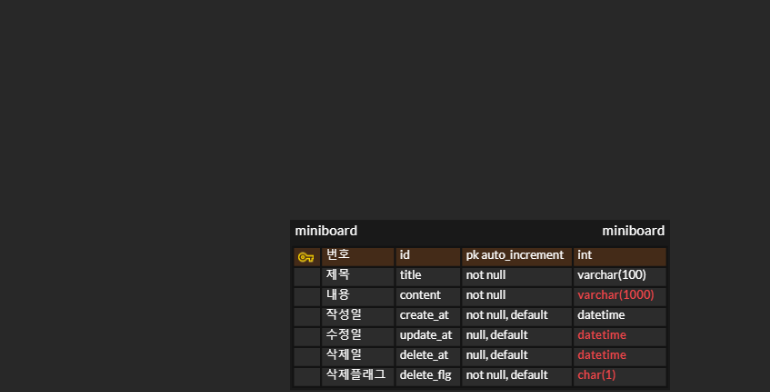 miniboard miniboard
번호 id pk auto_increment int
제목 title not null varchar(100)
내용 content not null varchar(1000)
작성일 create_at not null, default datetime
수정일 update_at null, default datetime
삭제일 delete_at null, default datetime
삭제플래그 delete_flg not null, default char(1)